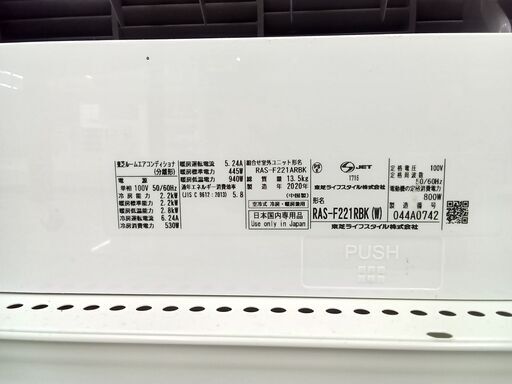 東芝ルームエアコンディショナ
(分離形)
電源
単相 100V 50/60Hz
冷房能力 2.2kW
暖房標準能力 2.2kW
暖房低温能力 2.8kW
冷房運転電流 6.24A
冷房消費電力 530W
暖房運転電流 5.24A
暖房標準電力 445W
暖房低温電力 940W
通年エネルギー消費効率
(JIS C 9612：2013) 5.8
組合せ室外ユニット形名
RAS-F221ARBK
総質量 13.5kg
製造 2020年
(中国製)
空冷式 冷房・暖房兼用
日本国内専用品
Use only in Japan
JET
1716
東芝ライフスタイル株式会社
形名
RAS-F221RBK(W)
東芝ライフスタイル株式会社
定格電圧 100V
定格周波数
50/60Hz
電動機の定格消費電力
800W
製造番号
044A0742
PUSH